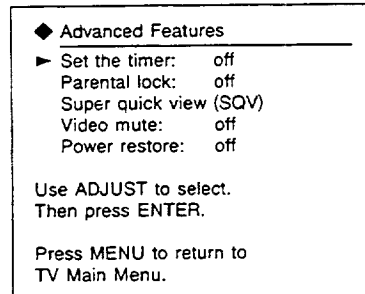 Advanced Features
Set the timer: off
Parental lock: off
Super quick view (SQV)
Video mute: off
Power restore: off
Use ADJUST to select.
Then press ENTER.
Press MENU to return to
TV Main Menu.